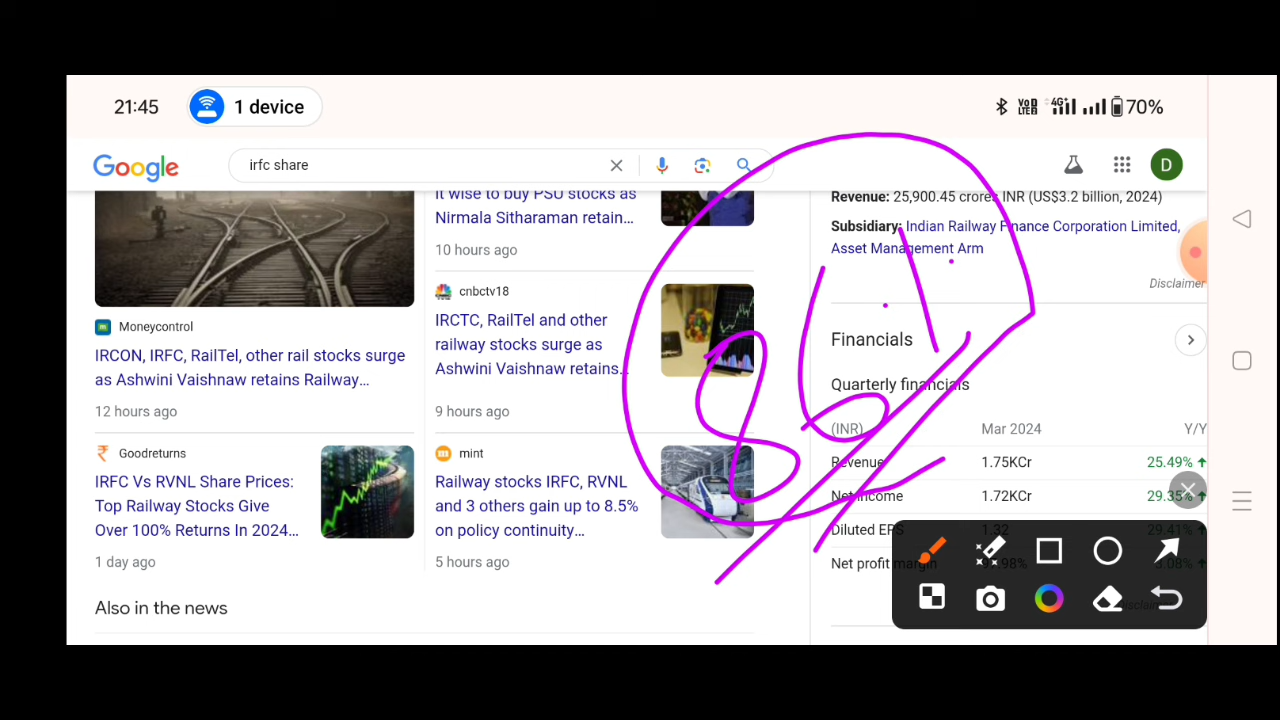 21:45
1 device
70%
Google
irfc share
D
it wise to buy PSU stocks as
Nirmala Sitharaman retain...
10 hours ago
Moneycontrol
IRCON, IRFC, RailTel, other rail stocks surge
as Ashwini Vaishnaw retains Railway...
12 hours ago
cnbctv18
IRCTC, RailTel and other
railway stocks surge as
Ashwini Vaishnaw retains...
9 hours ago
Goodreturns
IRFC Vs RVNL Share Prices:
Top Railway Stocks Give
Over 100% Returns In 2024...
1 day ago
mint
Railway stocks IRFC, RVNL
and 3 others gain up to 8.5%
on policy continuity...
5 hours ago
Also in the news
Revenue: 25,900.45 crores INR (US$3.2 billion, 2024)
Subsidiary: Indian Railway Finance Corporation Limited,
Asset Management Arm
Disclaimer
Financials
Quarterly financials
(INR) Mar 2024 Y/Y
Revenue 1.75KCr 25.49%
Net income 1.72KCr 29.35%
Diluted EPS 1.32 29.41%
Net profit margin